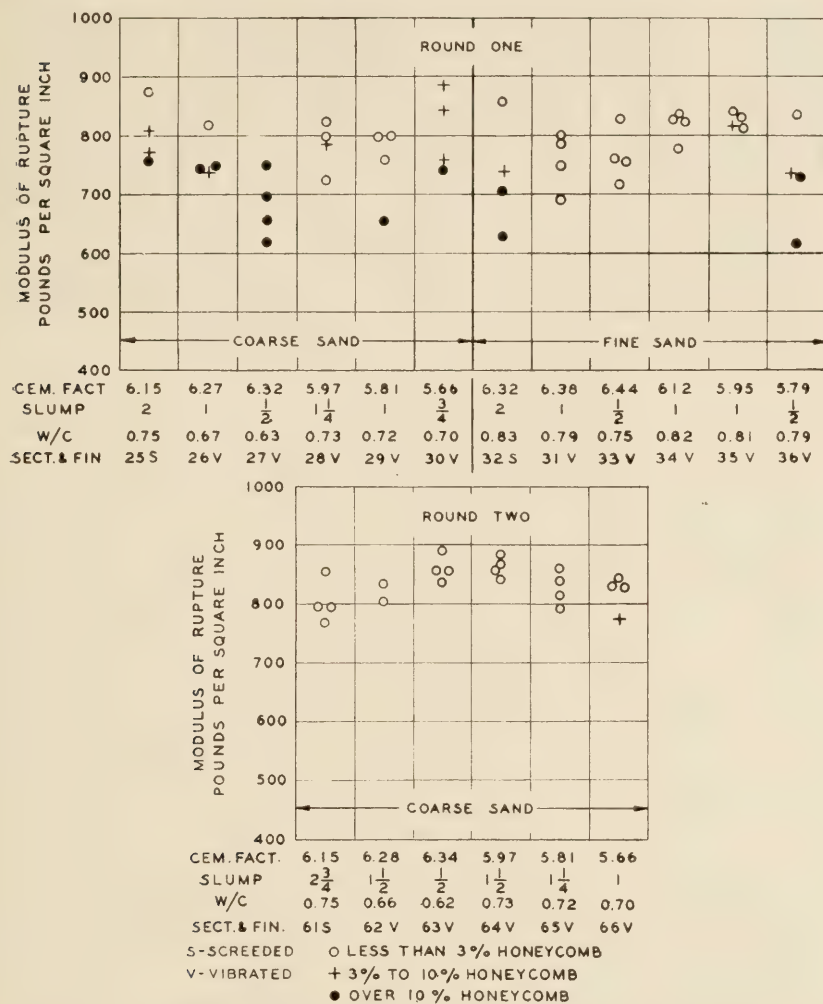 1000
ROUND ONE
900
800
700
600
500
400
MODULUS OF RUPTURE
POUNDS PER SQUARE INCH
COARSE SAND
FINE SAND
CEM. FACT 6.15 6.27 6.32 5.97 5.81 5.66 6.32 6.38 6.44 612 5.95 5.79
SLUMP 2 1 1/2 1 1/4 1 3/4 2 1 1/2 1 1 1/2
W/C 0.75 0.67 0.63 0.73 0.72 0.70 0.83 0.79 0.75 0.82 0.81 0.79
SECT. & FIN 25 S 26 V 27 V 28 V 29 V 30 V 32 S 31 V 33 V 34 V 35 V 36 V
1000
ROUND TWO
900
800
700
600
500
400
MODULUS OF RUPTURE
POUNDS PER SQUARE INCH
COARSE SAND
CEM. FACT. 6.15 6.28 6.34 5.97 5.81 5.66
SLUMP 2 3/4 1 1/2 1/2 1 1/2 1 1/4 1
W/C 0.75 0.66 0.62 0.73 0.72 0.70
SECT. & FIN. 61 S 62 V 63 V 64 V 65 V 66 V
S-SCREEDED O LESS THAN 3% HONEYCOMB
V-VIBRATED + 3% TO 10% HONEYCOMB
● OVER 10% HONEYCOMB